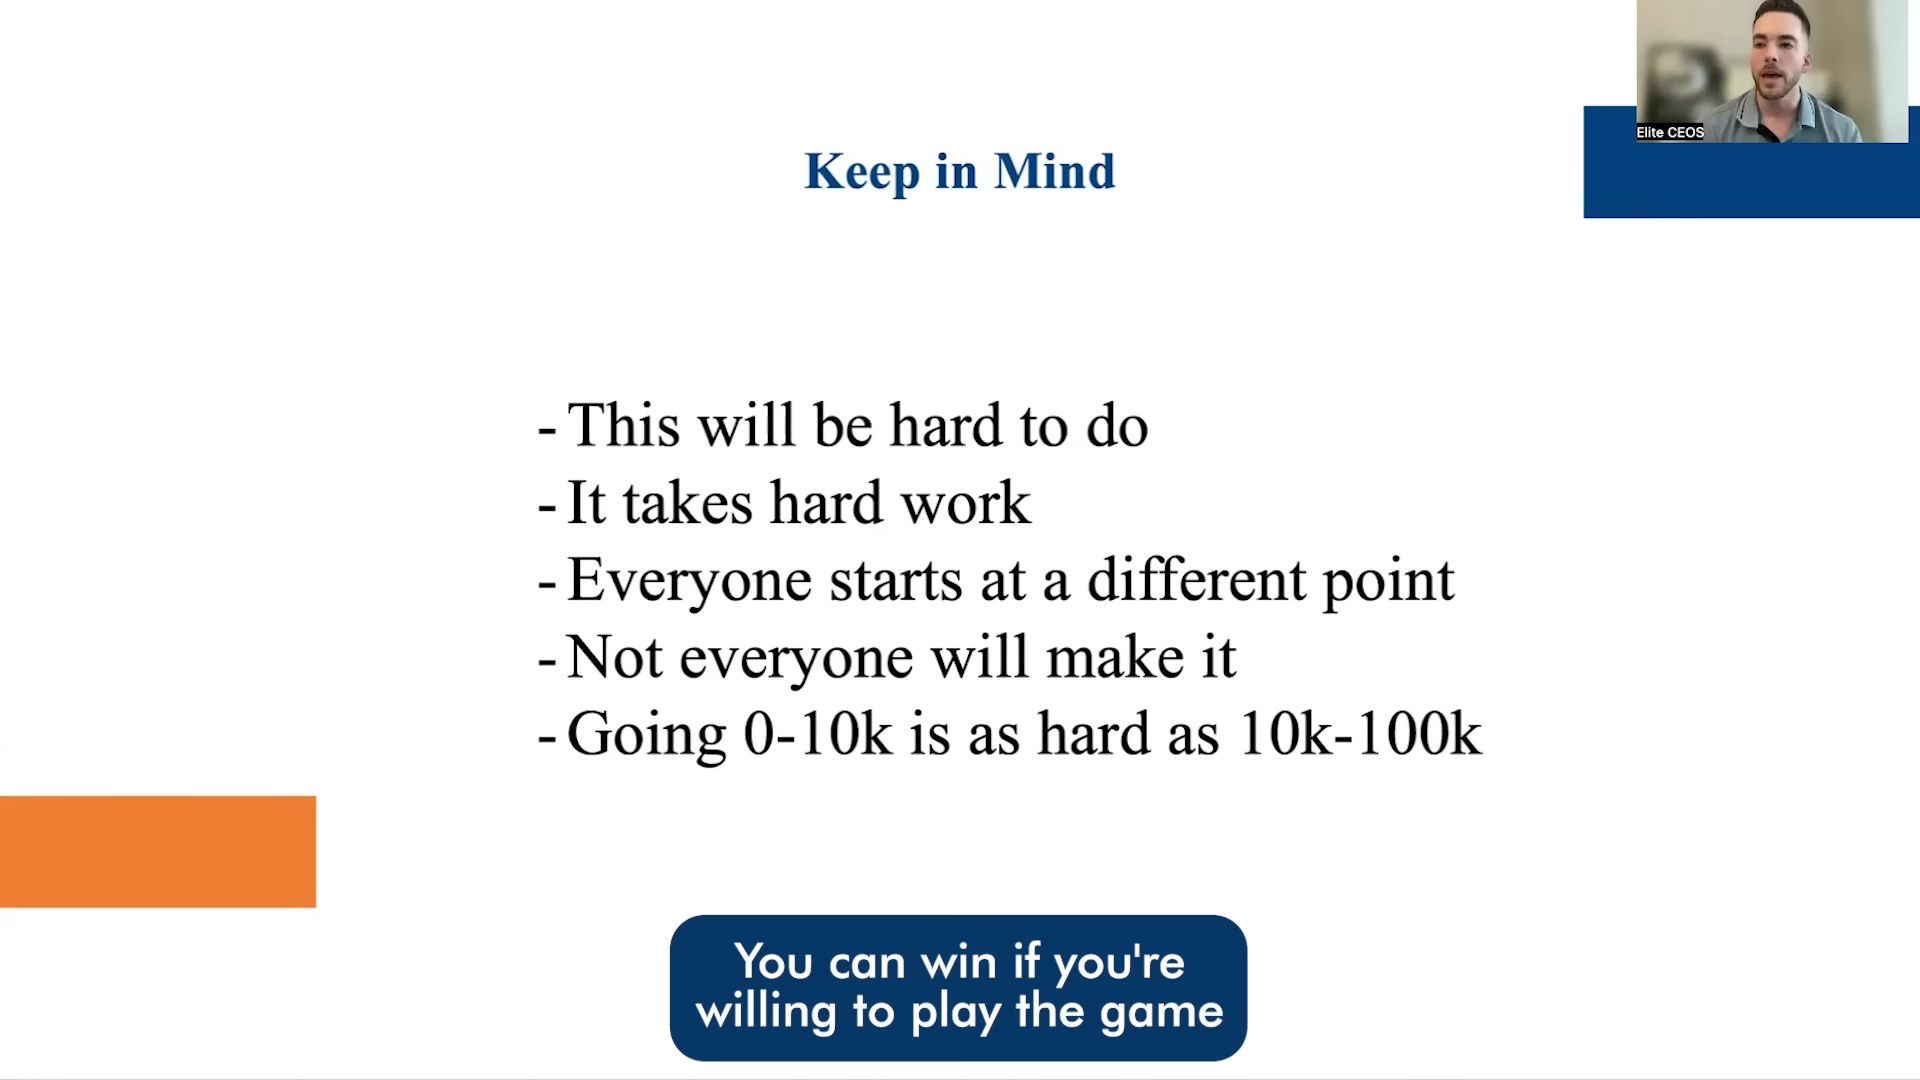 Elite CEOS
Keep in Mind
- This will be hard to do
- It takes hard work
- Everyone starts at a different point
- Not everyone will make it
- Going 0-10k is as hard as 10k-100k
You can win if you're
willing to play the game